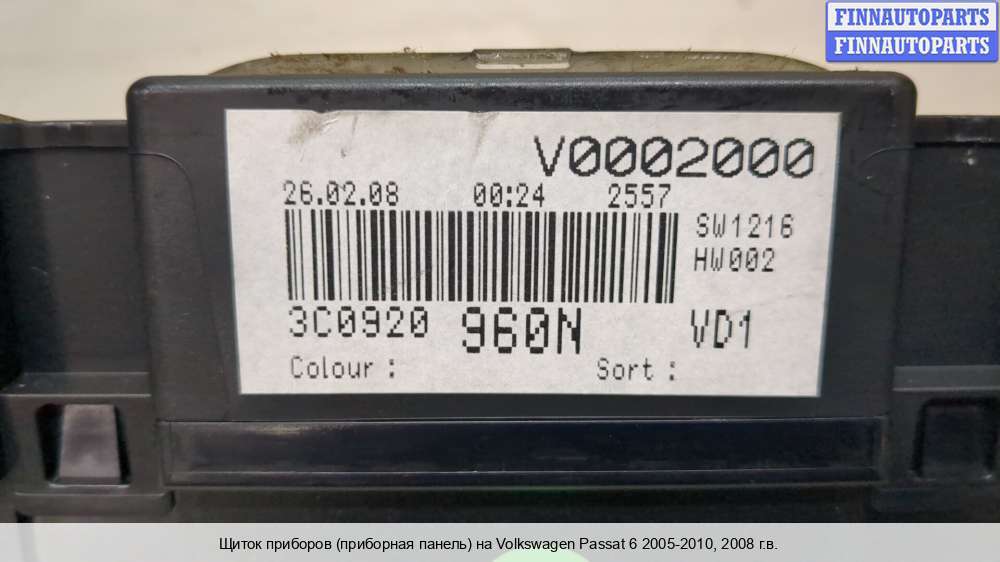 FINNAUTOPARTS
FINNAUTOPARTS
V0002000
26.02.08 00:24 2557
SW1216
HW002
3C0920 960N VD1
Colour : Sort :
Щиток приборов (приборная панель) на Volkswagen Passat 6 2005-2010, 2008 г.в.